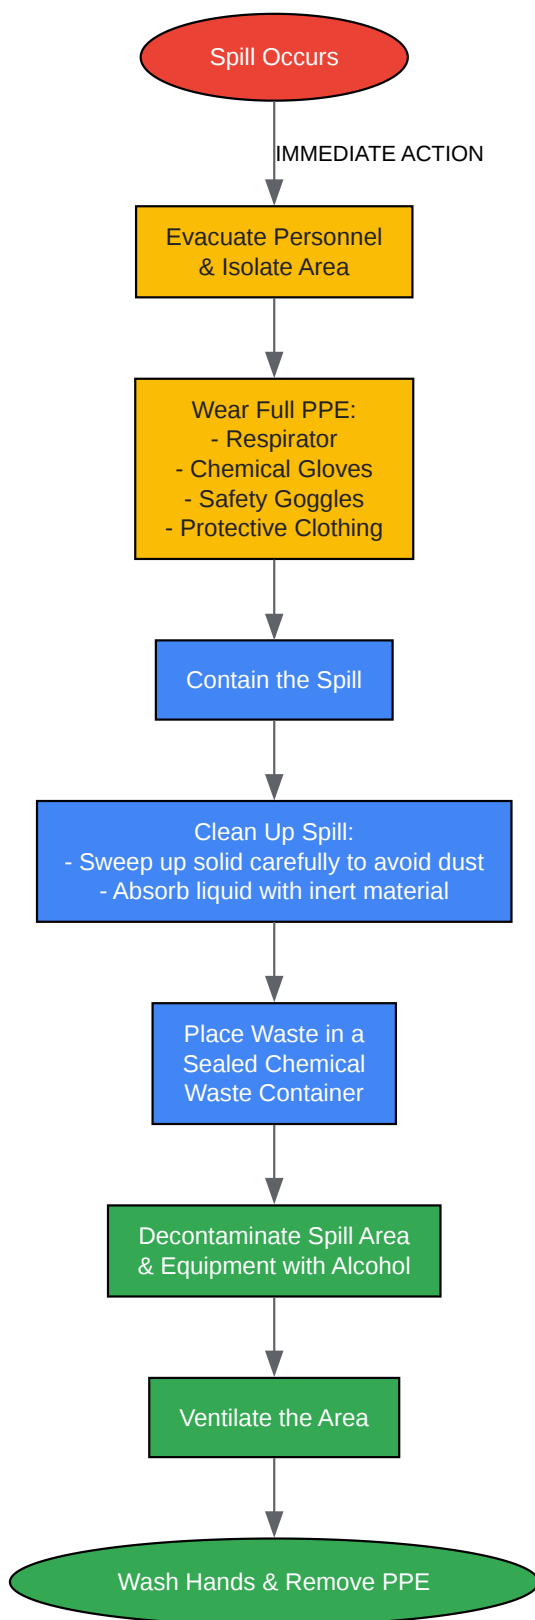 Spill Occurs
IMMEDIATE ACTION
Evacuate Personnel
& Isolate Area
Wear Full PPE:
- Respirator
- Chemical Gloves
- Safety Goggles
- Protective Clothing
Contain the Spill
Clean Up Spill:
- Sweep up solid carefully to avoid dust
- Absorb liquid with inert material
Place Waste in a
Sealed Chemical
Waste Container
Decontaminate Spill Area
& Equipment with Alcohol
Ventilate the Area
Wash Hands & Remove PPE